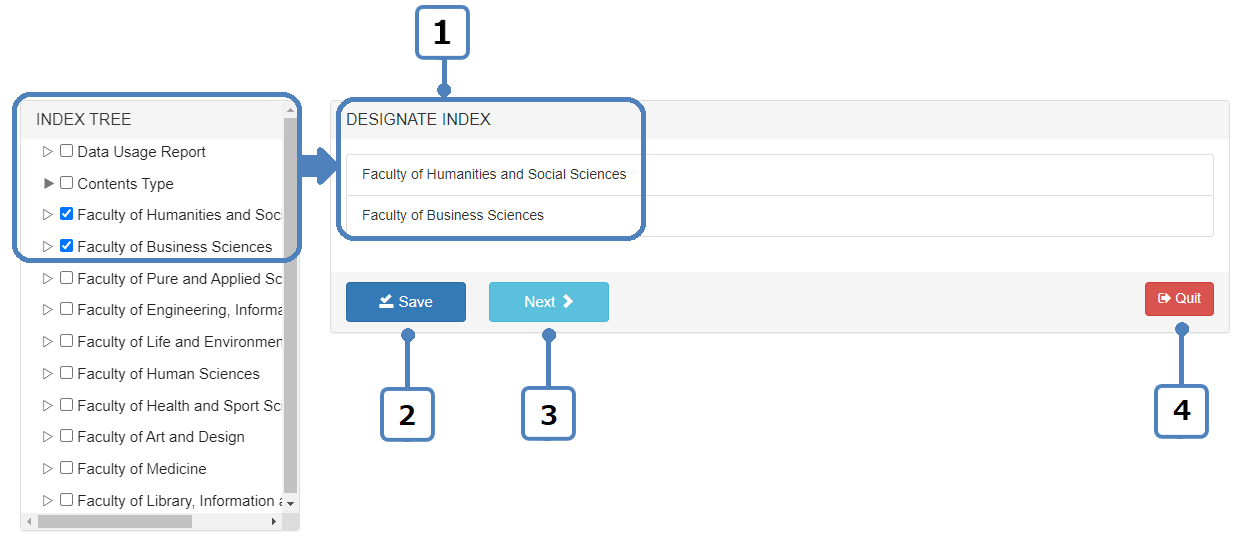 1
INDEX TREE
Data Usage Report
Contents Type
Faculty of Humanities and Soci
Faculty of Business Sciences
Faculty of Pure and Applied Sc
Faculty of Engineering, Informa
Faculty of Life and Environmen
Faculty of Human Sciences
Faculty of Health and Sport Sci
Faculty of Art and Design
Faculty of Medicine
Faculty of Library, Information a
DESIGNATE INDEX
Faculty of Humanities and Social Sciences
Faculty of Business Sciences
Save
Next
Quit
2
3
4